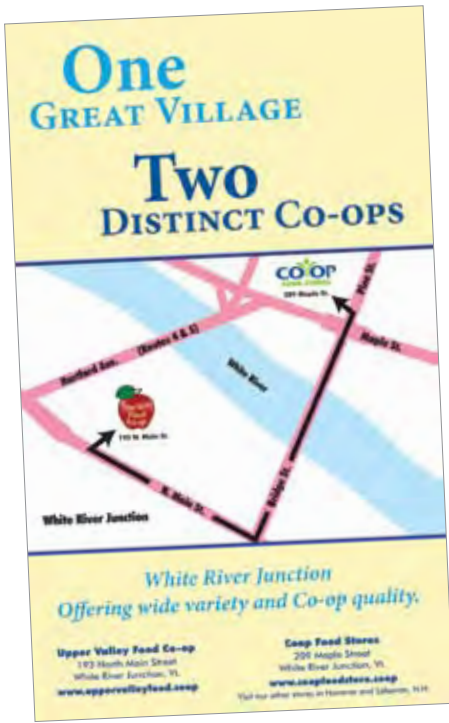 One
GREAT VILLAGE
Two
DISTINCT CO-OPS
COOP
FOOD STORES
209 Maple St.
Pine St.
Maple St.
Hartford Ave. (Routes 4 & 5)
White River
193 N. Main St.
N. Main St.
Bridge St.
White River Junction
White River Junction
Offering wide variety and Co-op quality.
Upper Valley Food Co-op
193 North Main Street
White River Junction, Vt.
www.uppervalleyfood.coop
Coop Food Stores
209 Maple Street
White River Junction, Vt.
www.coopfoodstore.coop
Visit our other stores in Hanover and Lebanon, N.H.